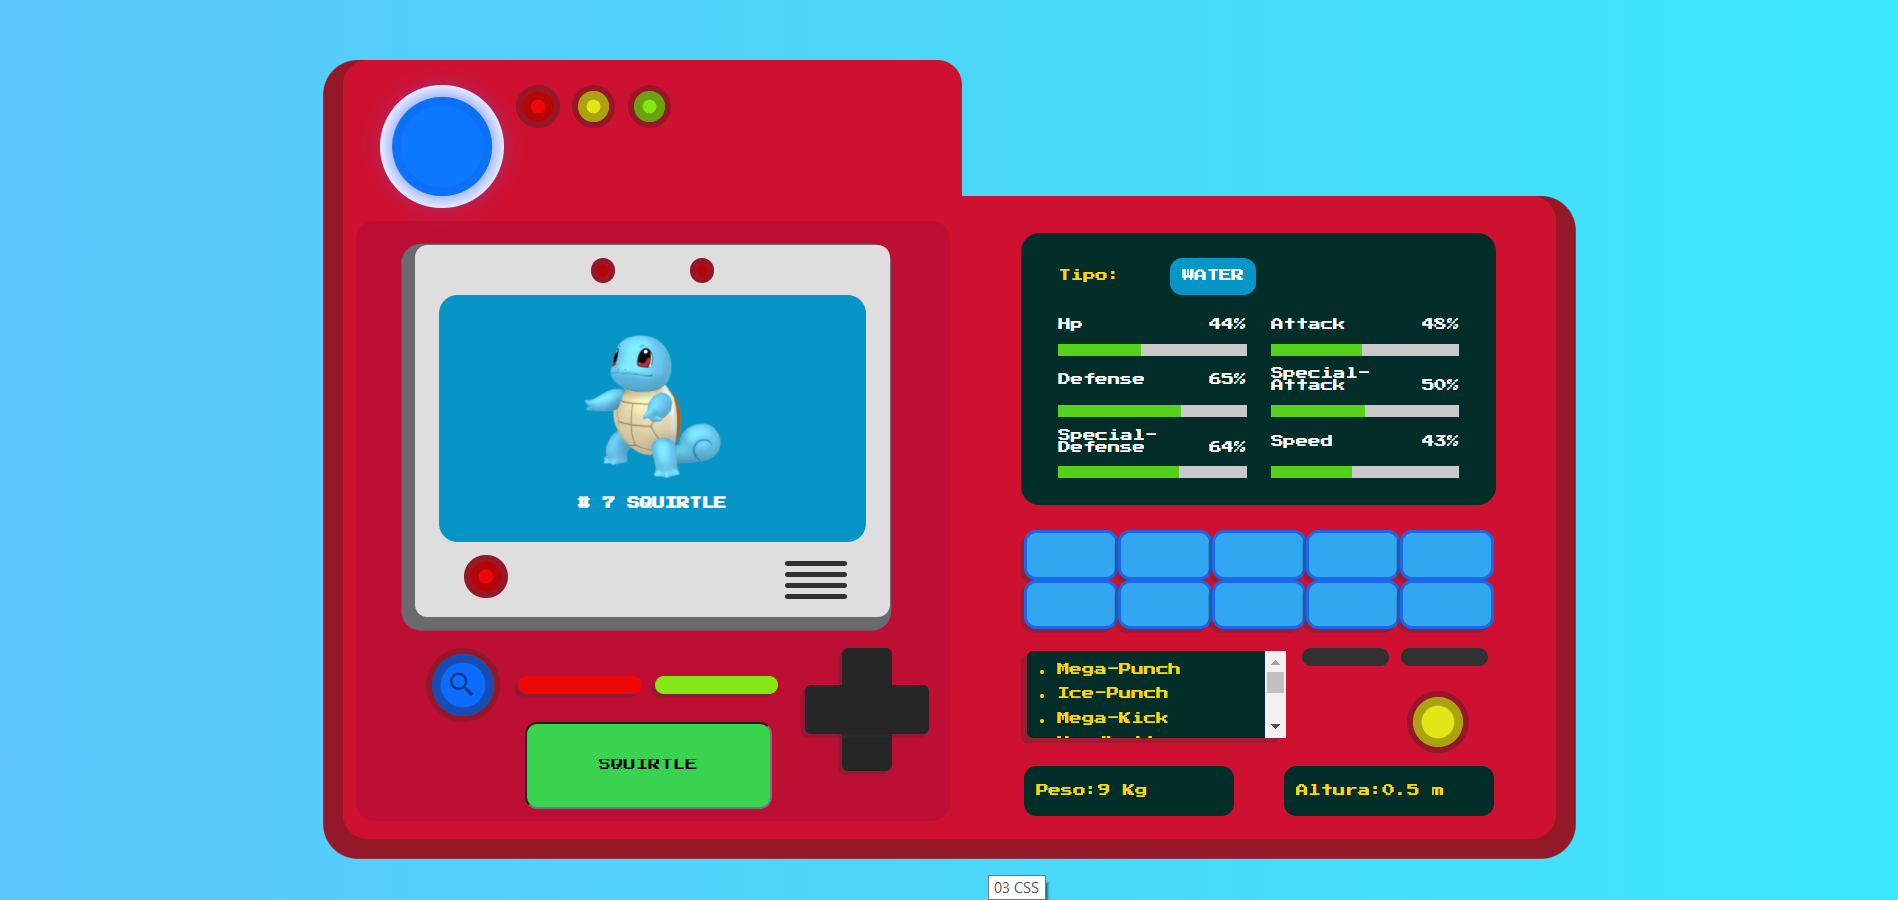 Tipo: WATER
Hp 44% Attack 48%
Defense 65% Special-
Attack 50%
Special-
Defense 64% Speed 43%
# 7 SQUIRTLE
SQUIRTLE
• Mega-Punch
• Ice-Punch
• Mega-Kick
Peso:9 Kg Altura:0.5 m
03 CSS